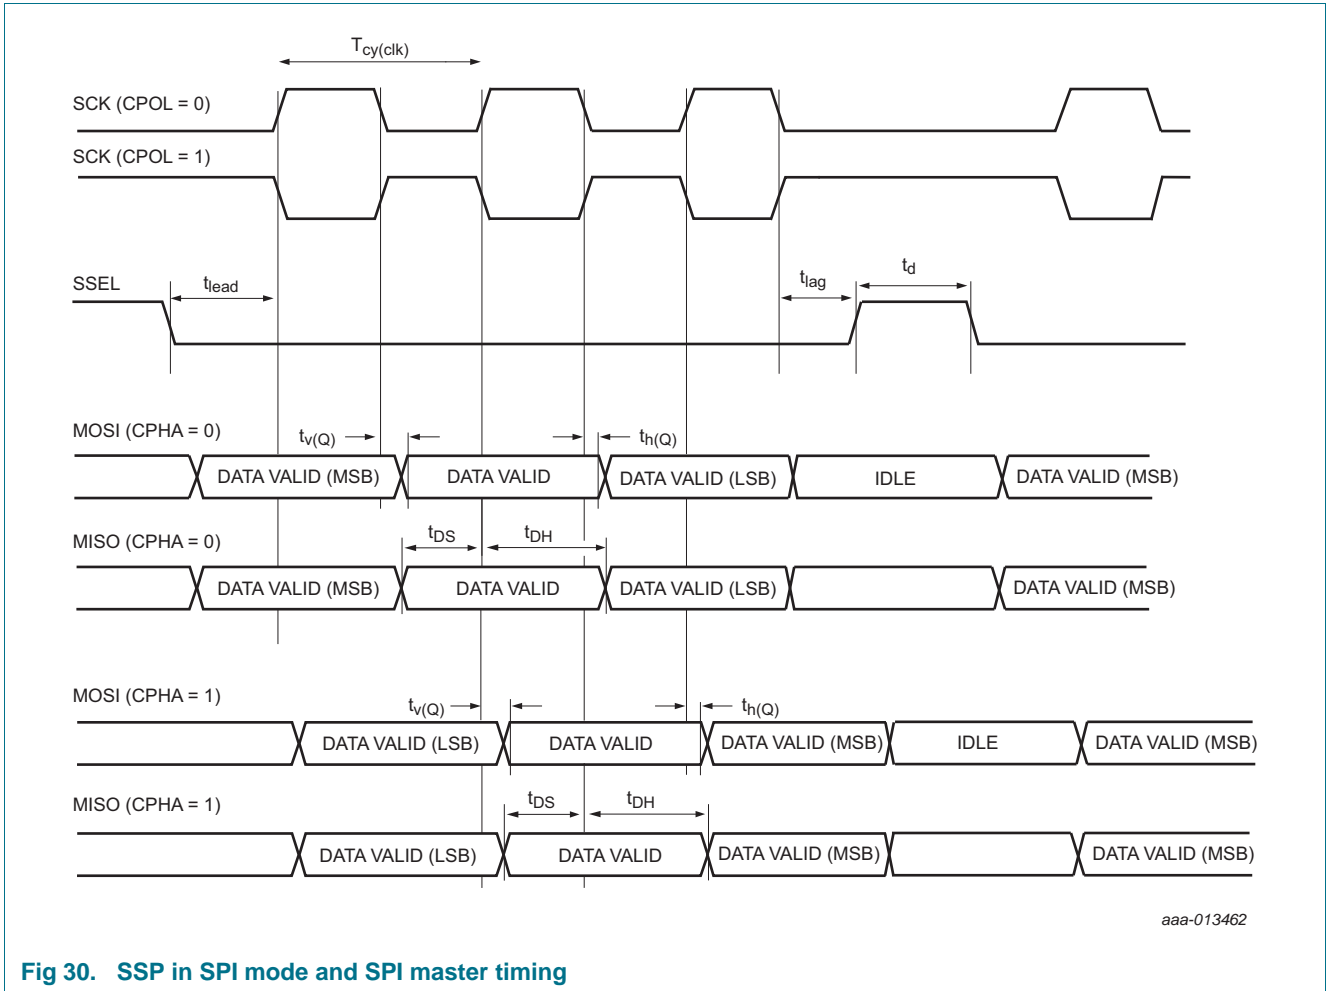 Tcy(clk)
SCK (CPOL = 0)
SCK (CPOL = 1)
SSEL
tlead
tlag
td
MOSI (CPHA = 0)
tv(Q)
th(Q)
DATA VALID (MSB)
DATA VALID
DATA VALID (LSB)
IDLE
DATA VALID (MSB)
MISO (CPHA = 0)
tDS
tDH
DATA VALID (MSB)
DATA VALID
DATA VALID (LSB)
DATA VALID (MSB)
MOSI (CPHA = 1)
tv(Q)
th(Q)
DATA VALID (LSB)
DATA VALID
DATA VALID (MSB)
IDLE
DATA VALID (MSB)
MISO (CPHA = 1)
tDS
tDH
DATA VALID (LSB)
DATA VALID
DATA VALID (MSB)
DATA VALID (MSB)
aaa-013462
Fig 30. SSP in SPI mode and SPI master timing